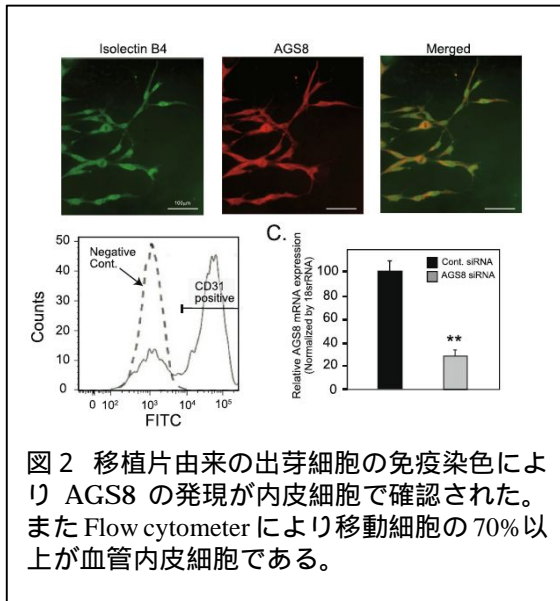 Isolectin B4 AGS8 Merged
100μm
C.
50
40
30
20
10
0
Counts
Negative
Cont.
CD31
positive
0 10² 10³ 10⁴ 10⁵
FITC
Relative AGS8 mRNA expression
(Normalized by 18srRNA)
100
80
60
40
20
0
Cont. siRNA
AGS8 siRNA
**
図 2 移植片由来の出芽細胞の免疫染色によ
り AGS8 の発現が内皮細胞で確認された。
また Flow cytometer により移動細胞の 70%以
上が血管内皮細胞である。